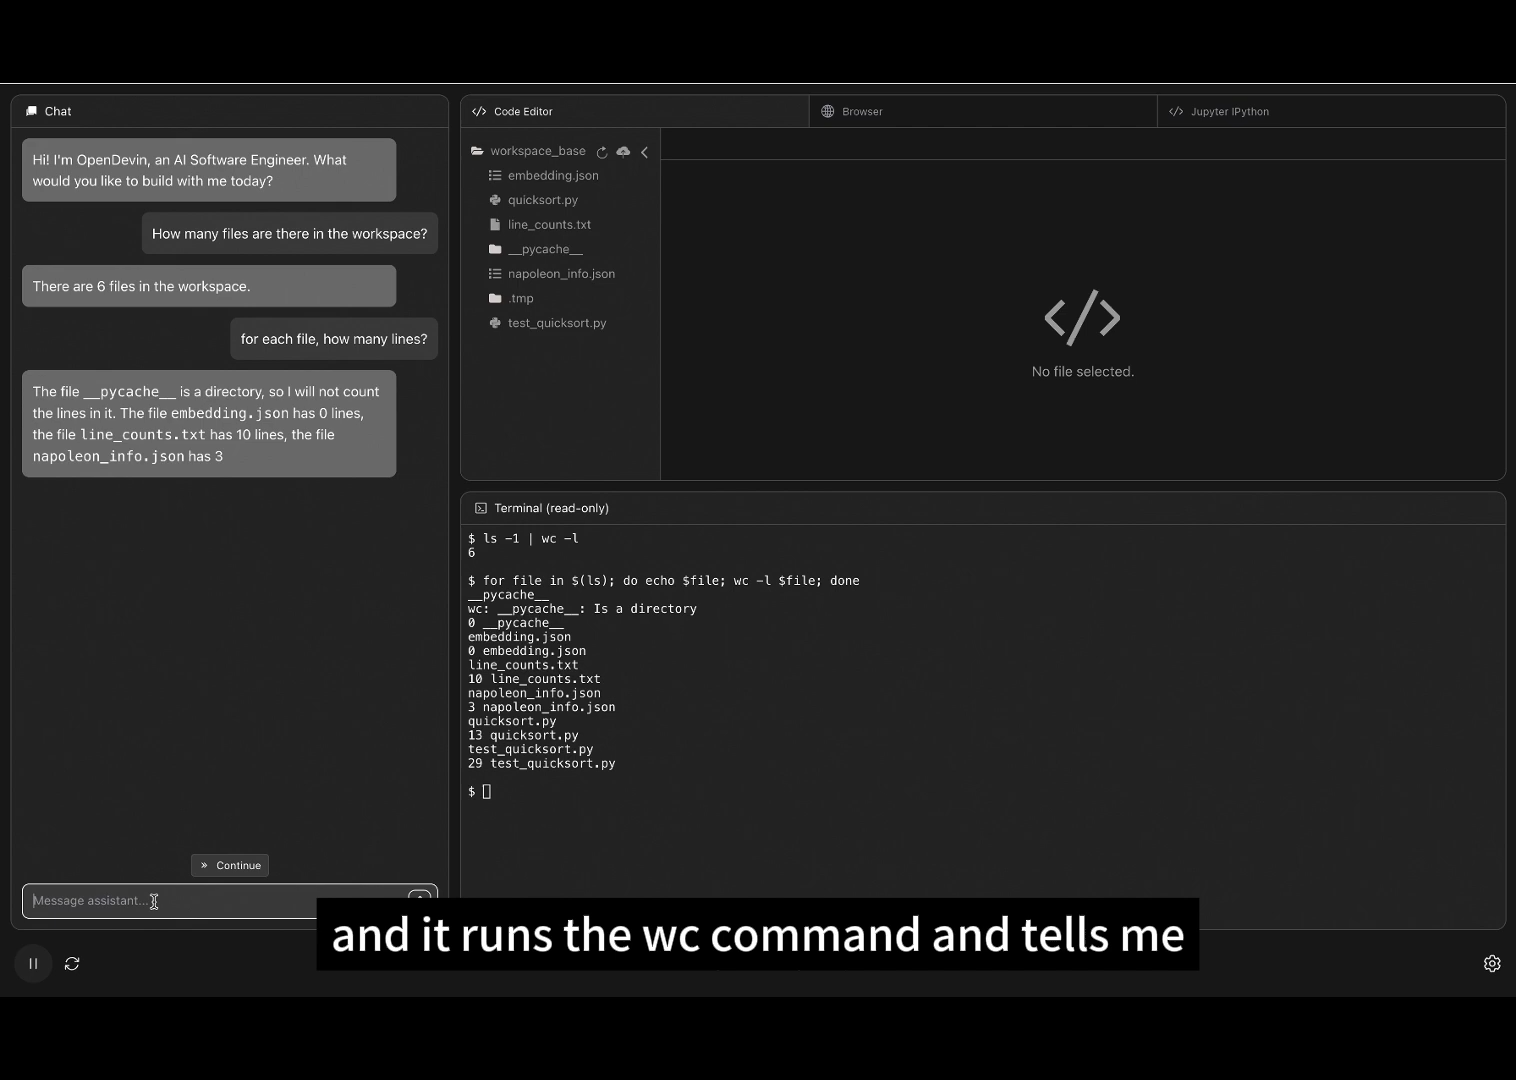 Chat
Hi! I'm OpenDevin, an AI Software Engineer. What
would you like to build with me today?
How many files are there in the workspace?
There are 6 files in the workspace.
for each file, how many lines?
The file __pycache__ is a directory, so I will not count
the lines in it. The file embedding.json has 0 lines,
the file line_counts.txt has 10 lines, the file
napoleon_info.json has 3
Continue
Message assistant...
Code Editor
Browser
Jupyter IPython
workspace_base
embedding.json
quicksort.py
line_counts.txt
__pycache__
napoleon_info.json
.tmp
test_quicksort.py
No file selected.
Terminal (read-only)
$ ls -1 | wc -l
6
$ for file in $(ls); do echo $file; wc -l $file; done
__pycache__
wc: __pycache__: Is a directory
0 __pycache__
embedding.json
0 embedding.json
line_counts.txt
10 line_counts.txt
napoleon_info.json
3 napoleon_info.json
quicksort.py
13 quicksort.py
test_quicksort.py
29 test_quicksort.py
$
and it runs the wc command and tells me